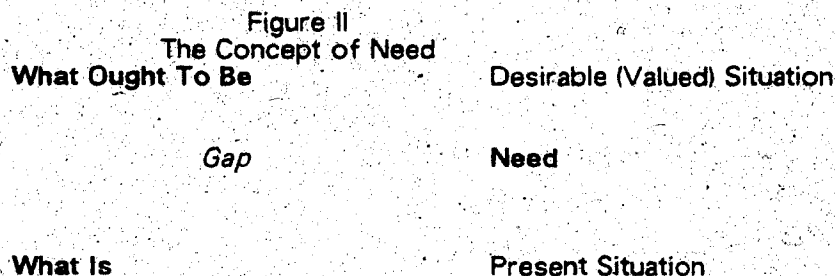 Figure II
The Concept of Need
What Ought To Be Desirable (Valued) Situation
Gap Need
What Is Present Situation